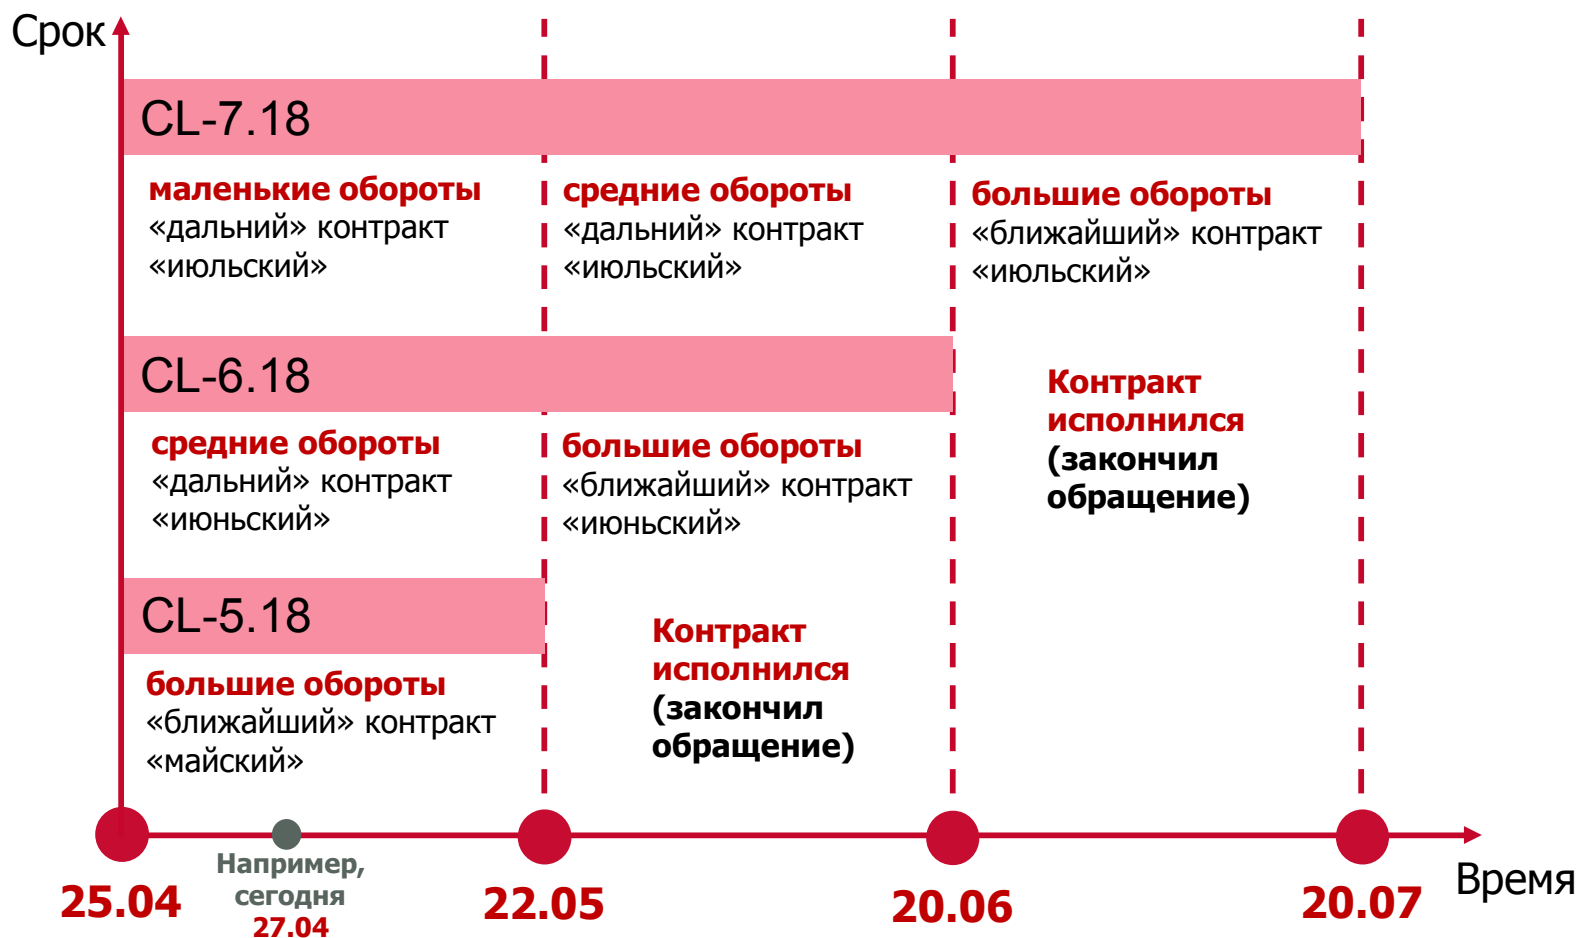 Срок
CL-7.18
маленькие обороты
«дальний» контракт
«июльский»
средние обороты
«дальний» контракт
«июльский»
большие обороты
«ближайший» контракт
«июльский»
CL-6.18
средние обороты
«дальний» контракт
«июньский»
большие обороты
«ближайший» контракт
«июньский»
Контракт
исполнился
(закончил
обращение)
CL-5.18
большие обороты
«ближайший» контракт
«майский»
Контракт
исполнился
(закончил
обращение)
25.04
Например,
сегодня
27.04
22.05
20.06
20.07
Время